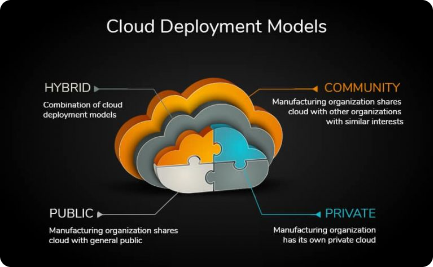 Cloud Deployment Models
HYBRID
Combination of cloud
deployment models
COMMUNITY
Manufacturing organization shares
cloud with other organizations
with similar interests
PUBLIC
Manufacturing organization shares
cloud with general public
PRIVATE
Manufacturing organization
has its own private cloud